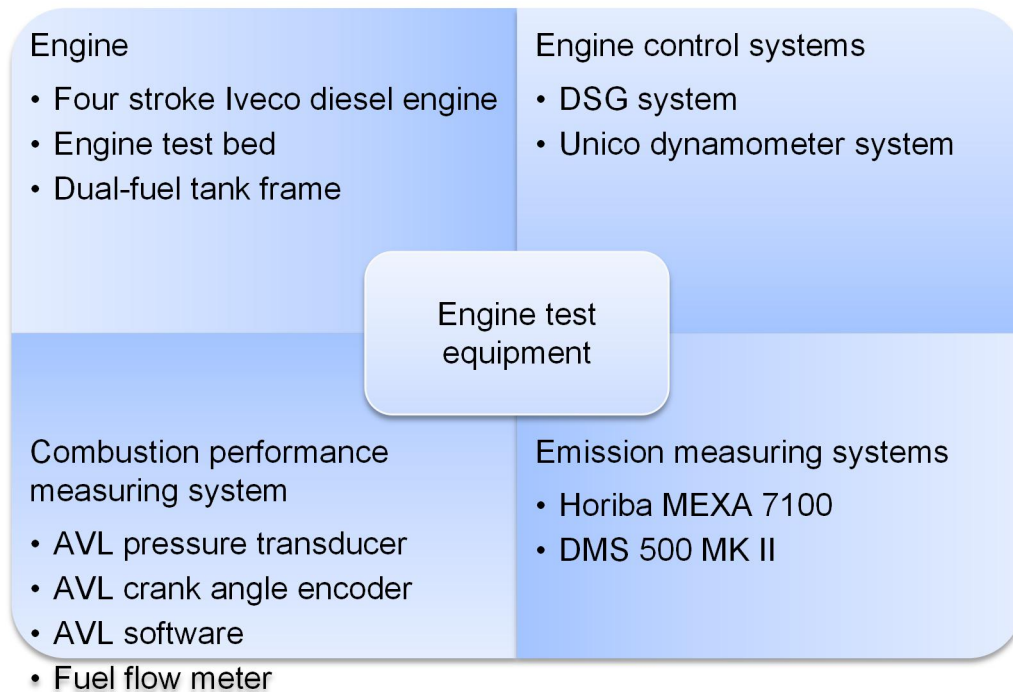 Engine
• Four stroke Iveco diesel engine
• Engine test bed
• Dual-fuel tank frame
Engine control systems
• DSG system
• Unico dynamometer system
Engine test
equipment
Combustion performance
measuring system
• AVL pressure transducer
• AVL crank angle encoder
• AVL software
• Fuel flow meter
Emission measuring systems
• Horiba MEXA 7100
• DMS 500 MK II